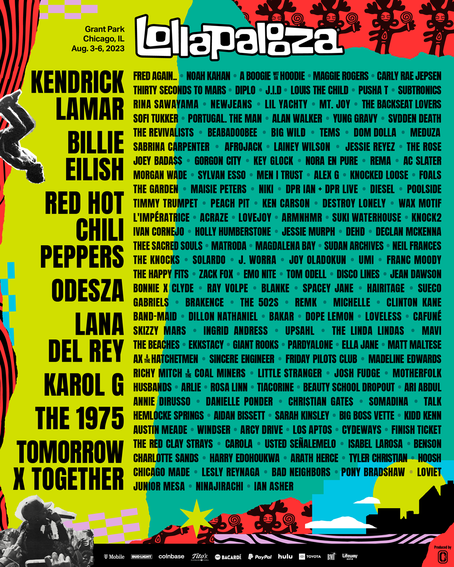 Grant Park
Chicago, IL
Aug. 3-6, 2023
Lollapalooza
KENDRICK
LAMAR
BILLIE
EILISH
RED HOT
CHILI
PEPPERS
ODESZA
LANA
DEL REY
KAROL G
THE 1975
TOMORROW
X TOGETHER
FRED AGAIN.. • NOAH KAHAN • A BOOGIE WIT DA HOODIE • MAGGIE ROGERS • CARLY RAE JEPSEN
THIRTY SECONDS TO MARS • DIPLO • J.I.D • LOUIS THE CHILD • PUSHA T • SUBTRONICS
RINA SAWAYAMA • NEWJEANS • LIL YACHTY • MT. JOY • THE BACKSEAT LOVERS
SOFI TUKKER • PORTUGAL. THE MAN • ALAN WALKER • YUNG GRAVY • SVDDEN DEATH
THE REVIVALISTS • BEABADOOBEE • BIG WILD • TEMS • DOM DOLLA • MEDUZA
SABRINA CARPENTER • AFROJACK • LAINEY WILSON • JESSIE REYEZ • THE ROSE
JOEY BADASS • GORGON CITY • KEY GLOCK • NORA EN PURE • REMA • AC SLATER
MORGAN WADE • SYLVAN ESSO • MEN I TRUST • ALEX G • KNOCKED LOOSE • FOALS
THE GARDEN • MAISIE PETERS • NIKI • DPR IAN + DPR LIVE • DIESEL • POOLSIDE
TIMMY TRUMPET • PEACH PIT • KEN CARSON • DESTROY LONELY • WAX MOTIF
L'IMPÉRATRICE • ACRAZE • LOVEJOY • ARMNHMR • SUKI WATERHOUSE • KNOCK2
IVAN CORNEJO • HOLLY HUMBERSTONE • JESSIE MURPH • DEHD • DECLAN MCKENNA
THEE SACRED SOULS • MATRODA • MAGDALENA BAY • SUDAN ARCHIVES • NEIL FRANCES
THE KNOCKS • SOLARDO • J. WORRA • JOY OLADOKUN • UMI • FRANC MOODY
THE HAPPY FITS • ZACK FOX • EMO NITE • TOM ODELL • DISCO LINES • JEAN DAWSON
BONNIE X CLYDE • RAY VOLPE • BLANKE • SPACEY JANE • HAIRITAGE • SUECO
GABRIELS • BRAKENCE • THE 502S • REMK • MICHELLE • CLINTON KANE
BAND-MAID • DILLON NATHANIEL • BAKAR • DOPE LEMON • LOVELESS • CAFUNÉ
SKIZZY MARS • INGRID ANDRESS • UPSAHL • THE LINDA LINDAS • MAVI
THE BEACHES • EKKSTACY • GIANT ROOKS • PARDYALONE • ELLA JANE • MATT MALTESE
AX & THE HATCHETMEN • SINCERE ENGINEER • FRIDAY PILOTS CLUB • MADELINE EDWARDS
RICHY MITCH & THE COAL MINERS • LITTLE STRANGER • JOSH FUDGE • MOTHERFOLK
HUSBANDS • ARLIE • ROSA LINN • TIACORINE • BEAUTY SCHOOL DROPOUT • ARI ABDUL
ANNIE DIRUSSO • DANIELLE PONDER • CHRISTIAN GATES • SOMADINA • TALK
HEMLOCKE SPRINGS • AIDAN BISSETT • SARAH KINSLEY • BIG BOSS VETTE • KIDD KENN
AUSTIN MEADE • WINDSER • ARCY DRIVE • LOS APTOS • CYDEWAYS • FINISH TICKET
THE RED CLAY STRAYS • CAROLA • USTED SEÑALEMELO • ISABEL LAROSA • BENSON
CHARLOTTE SANDS • HARRY EDOHOUKWA • ARATH HERCE • TYLER CHRISTIAN • HOOSH
CHICAGO MADE • LESLY REYNAGA • BAD NEIGHBORS • PONY BRADSHAW • LOVIET
JUNIOR MESA • NINAJIRACHI • IAN ASHER
T Mobile BUD LIGHT coinbase Tito's BACARDÍ PayPal hulu TOYOTA
Produced by